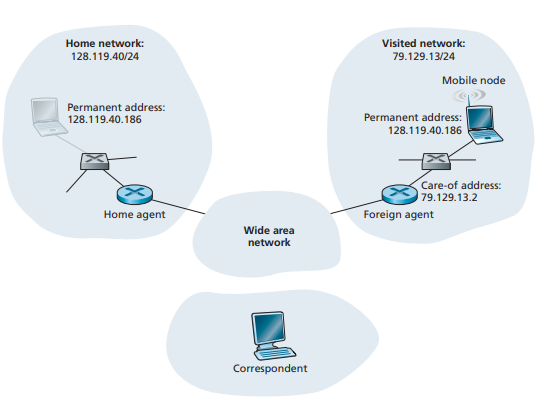 Home network:
128.119.40/24
Visited network:
79.129.13/24
Mobile node
Permanent address:
128.119.40.186
Permanent address:
128.119.40.186
Care-of address:
79.129.13.2
Home agent
Foreign agent
Wide area
network
Correspondent